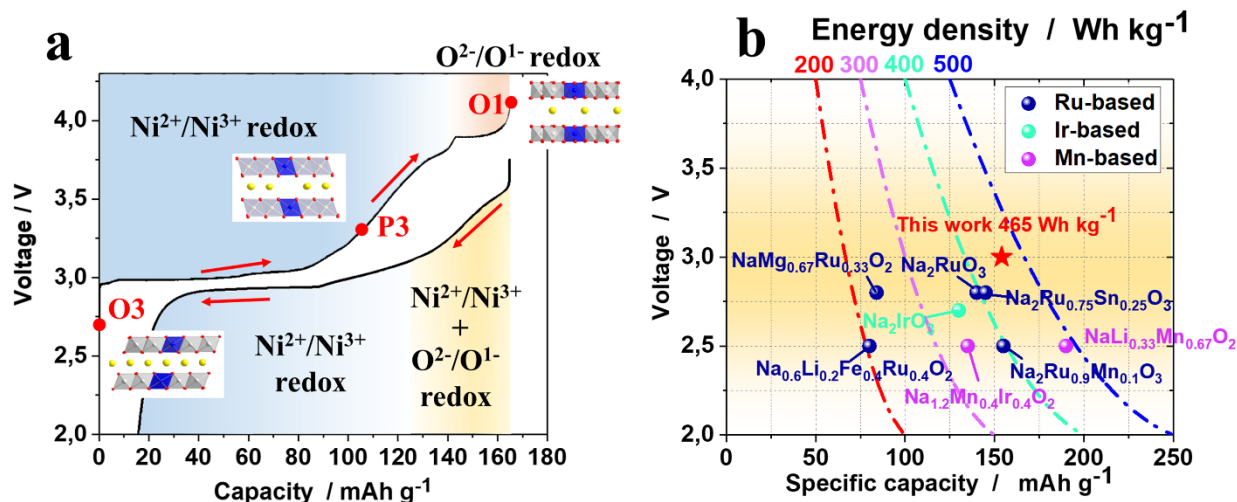 a
O²⁻/O¹⁻ redox
O1
Ni²⁺/Ni³⁺ redox
P3
O3
Ni²⁺/Ni³⁺
redox
Ni²⁺/Ni³⁺
+
O²⁻/O¹⁻
redox
Voltage / V
4,0
3,5
3,0
2,5
2,0
0 20 40 60 80 100 120 140 160 180
Capacity / mAh g⁻¹
b
Energy density / Wh kg⁻¹
200 300 400 500
Ru-based
Ir-based
Mn-based
This work 465 Wh kg⁻¹
NaMg₀.₆₇Ru₀.₃₃O₂
Na₂RuO₃
Na₂Ru₀.₇₅Sn₀.₂₅O₃
Na₂IrO₃
NaLi₀.₃₃Mn₀.₆₇O₂
Na₀.₆Li₀.₂Fe₀.₄Ru₀.₄O₂
Na₂Ru₀.₉Mn₀.₁O₃
Na₁.₂Mn₀.₄Ir₀.₄O₂
Voltage / V
4,0
3,5
3,0
2,5
2,0
0 50 100 150 200 250
Specific capacity / mAh g⁻¹